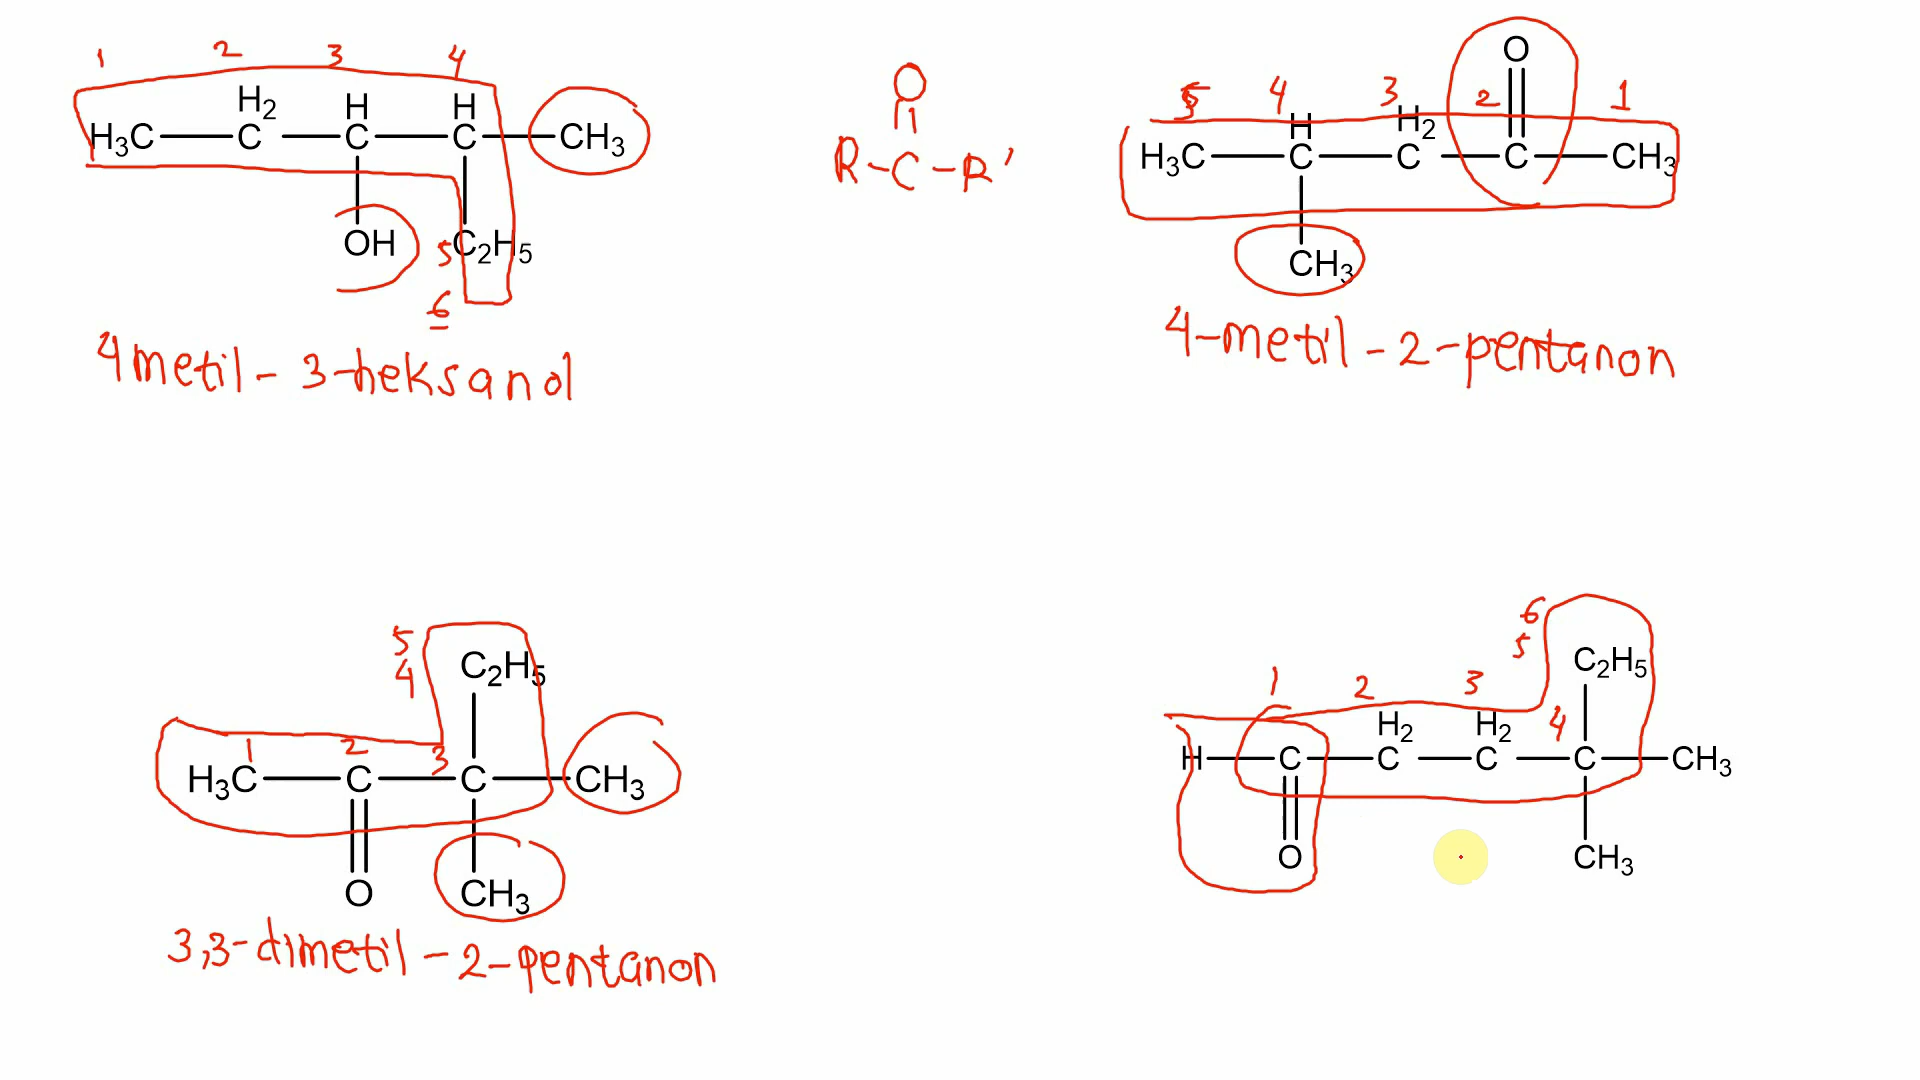 1 2 3 4
H2 H H
H3C C C C CH3
OH 5 C2H5
6
4 metil - 3-heksanol
O
R-C-R'
O
5 4 3 2 1
H H2
H3C C C C CH3
CH3
4-metil-2-pentanon
5 C2H5
4
1 2 3
H3C C C CH3
O CH3
3,3-dimetil-2-pentanon
6
5 C2H5
1 2 3
H2 H2 4
H C C C C CH3
O CH3